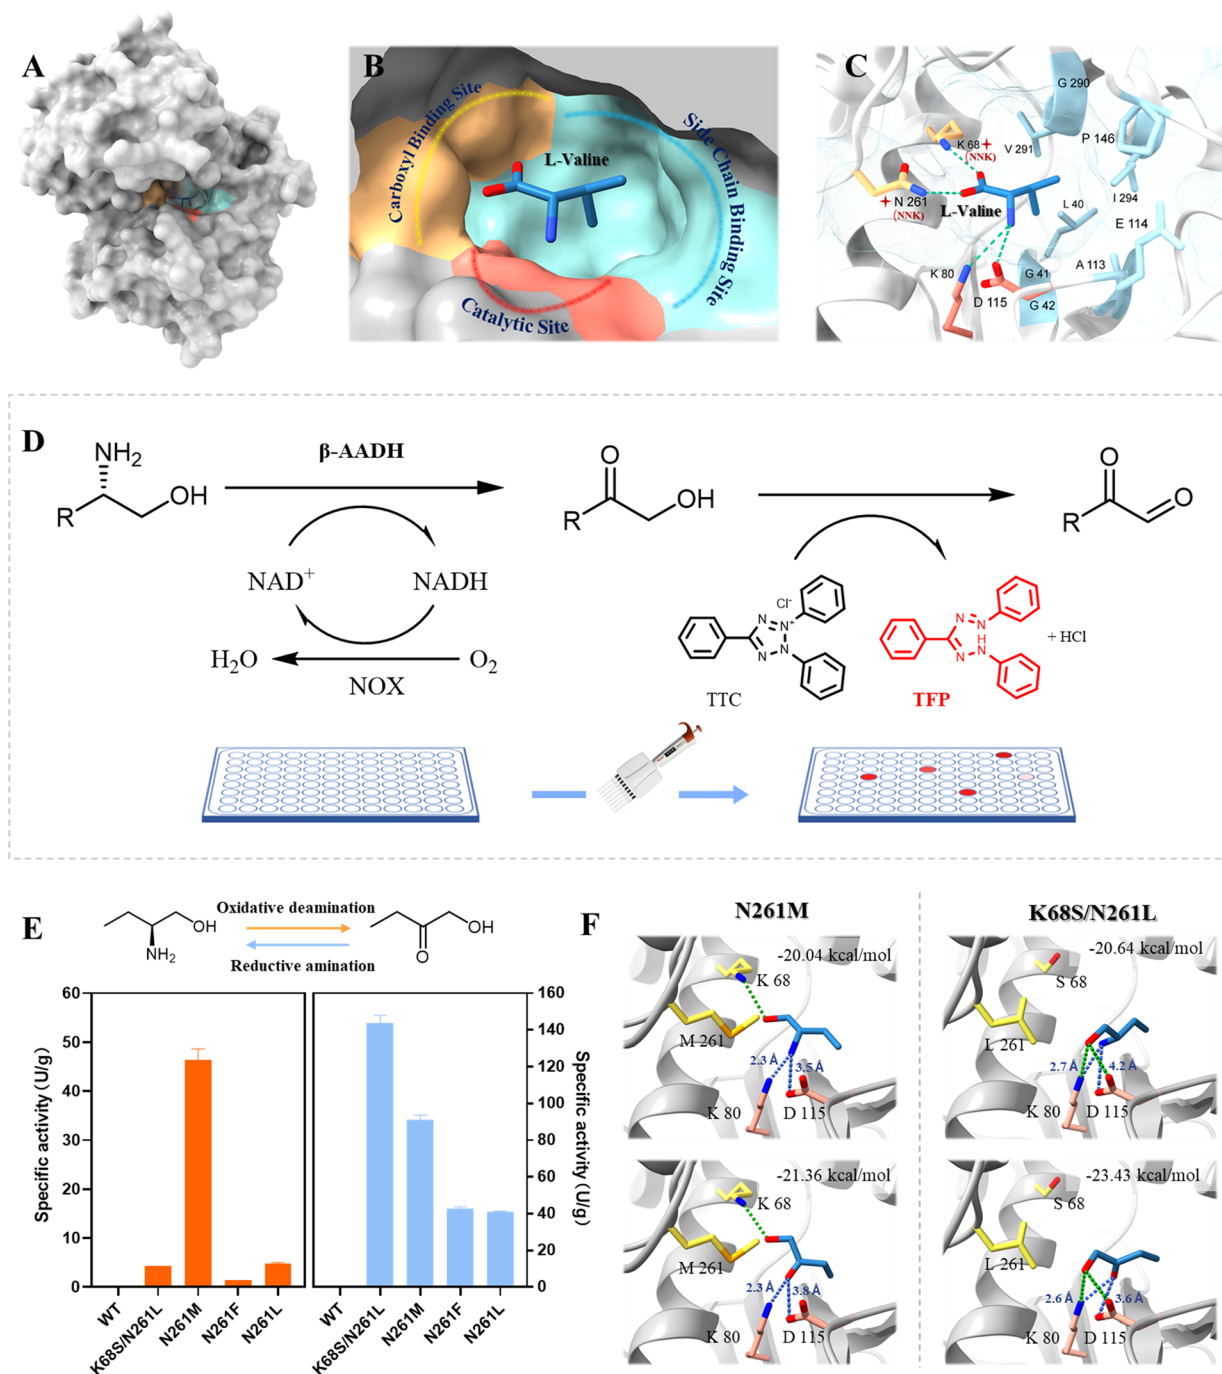 A
B
Carboxyl Binding Site
L-Valine
Side Chain Binding Site
Catalytic Site
C
G 290
K 68
(NNK)
V 291
P 146
N 261
(NNK)
L-Valine
L 40
I 294
E 114
K 80
G 41
A 113
D 115
G 42
D
NH2
OH
R
β-AADH
O
R
OH
O
R
O
NAD+
NADH
H2O
O2
NOX
Cl-
N
N+
N
N
TTC
N
N
H
N
N
TFP
+ HCl
E
OH
NH2
Oxidative deamination
Reductive amination
OH
O
60
50
40
30
20
10
0
Specific activity (U/g)
WT
K68S/N261L
N261M
N261F
N261L
160
140
120
100
80
60
40
20
0
Specific activity (U/g)
WT
K68S/N261L
N261M
N261F
N261L
F
N261M
K68S/N261L
-20.04 kcal/mol
K 68
M 261
2.3 Å
3.5 Å
K 80
D 115
-20.64 kcal/mol
S 68
L 261
2.7 Å
4.2 Å
K 80
D 115
-21.36 kcal/mol
K 68
M 261
2.3 Å
3.8 Å
K 80
D 115
-23.43 kcal/mol
S 68
L 261
2.6 Å
3.6 Å
K 80
D 115